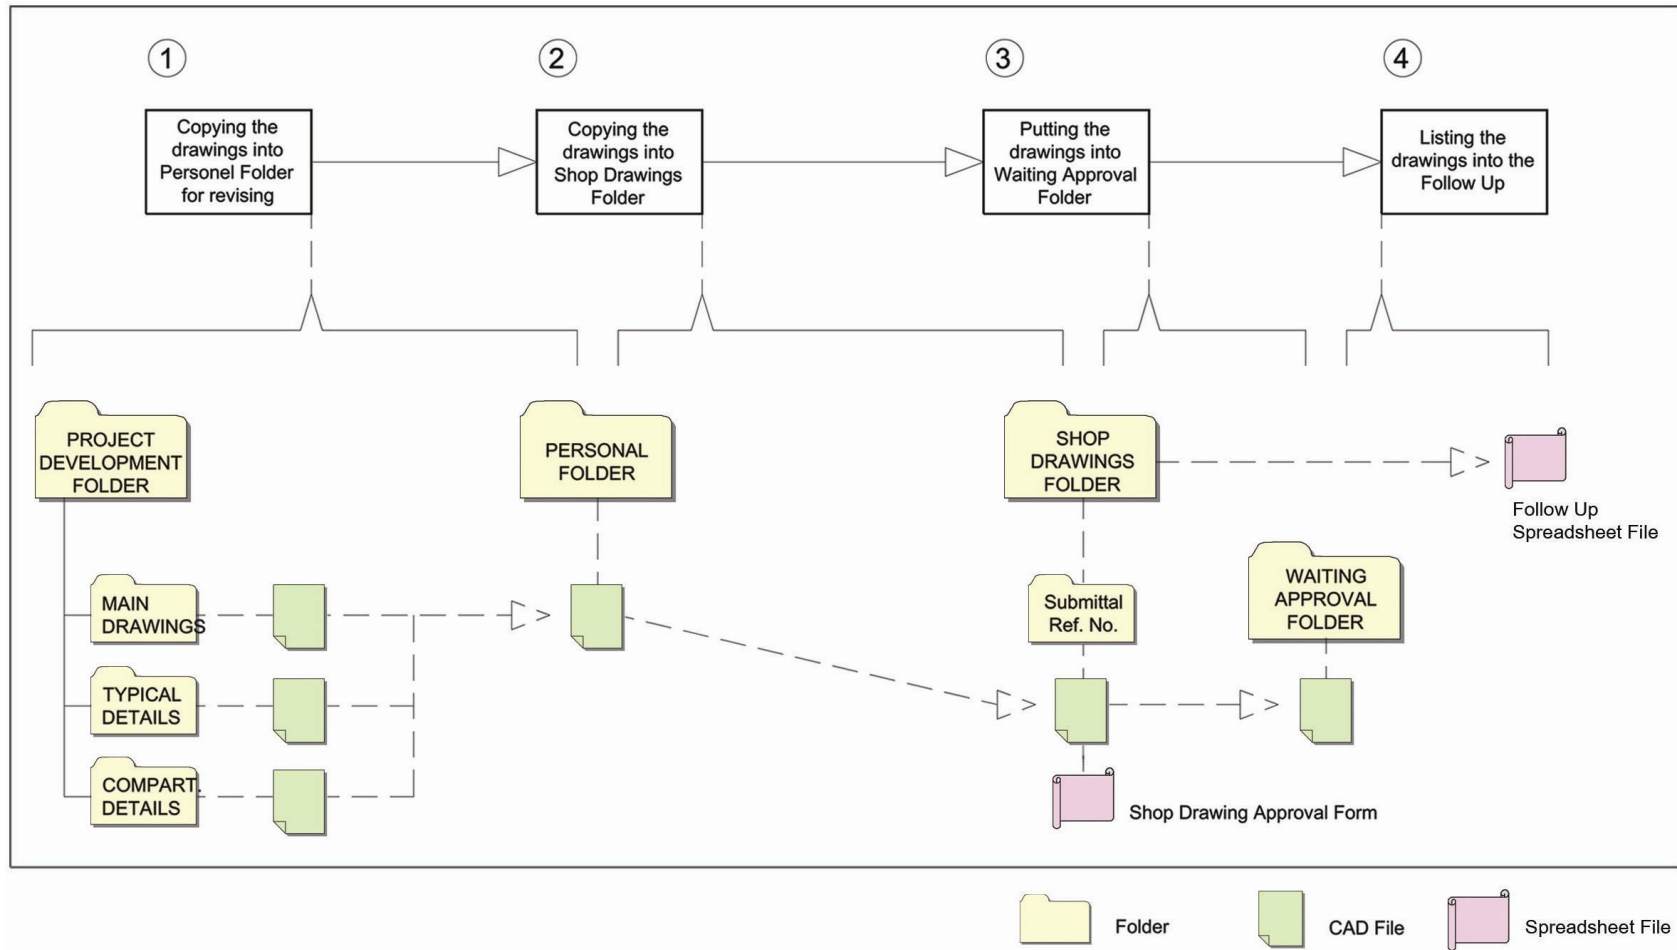 1
2
3
4
Copying the
drawings into
Personel Folder
for revising
Copying the
drawings into
Shop Drawings
Folder
Putting the
drawings into
Waiting Approval
Folder
Listing the
drawings into the
Follow Up
PROJECT
DEVELOPMENT
FOLDER
PERSONAL
FOLDER
SHOP
DRAWINGS
FOLDER
Follow Up
Spreadsheet File
MAIN
DRAWINGS
Submittal
Ref. No.
WAITING
APPROVAL
FOLDER
TYPICAL
DETAILS
COMPART.
DETAILS
Shop Drawing Approval Form
Folder
CAD File
Spreadsheet File